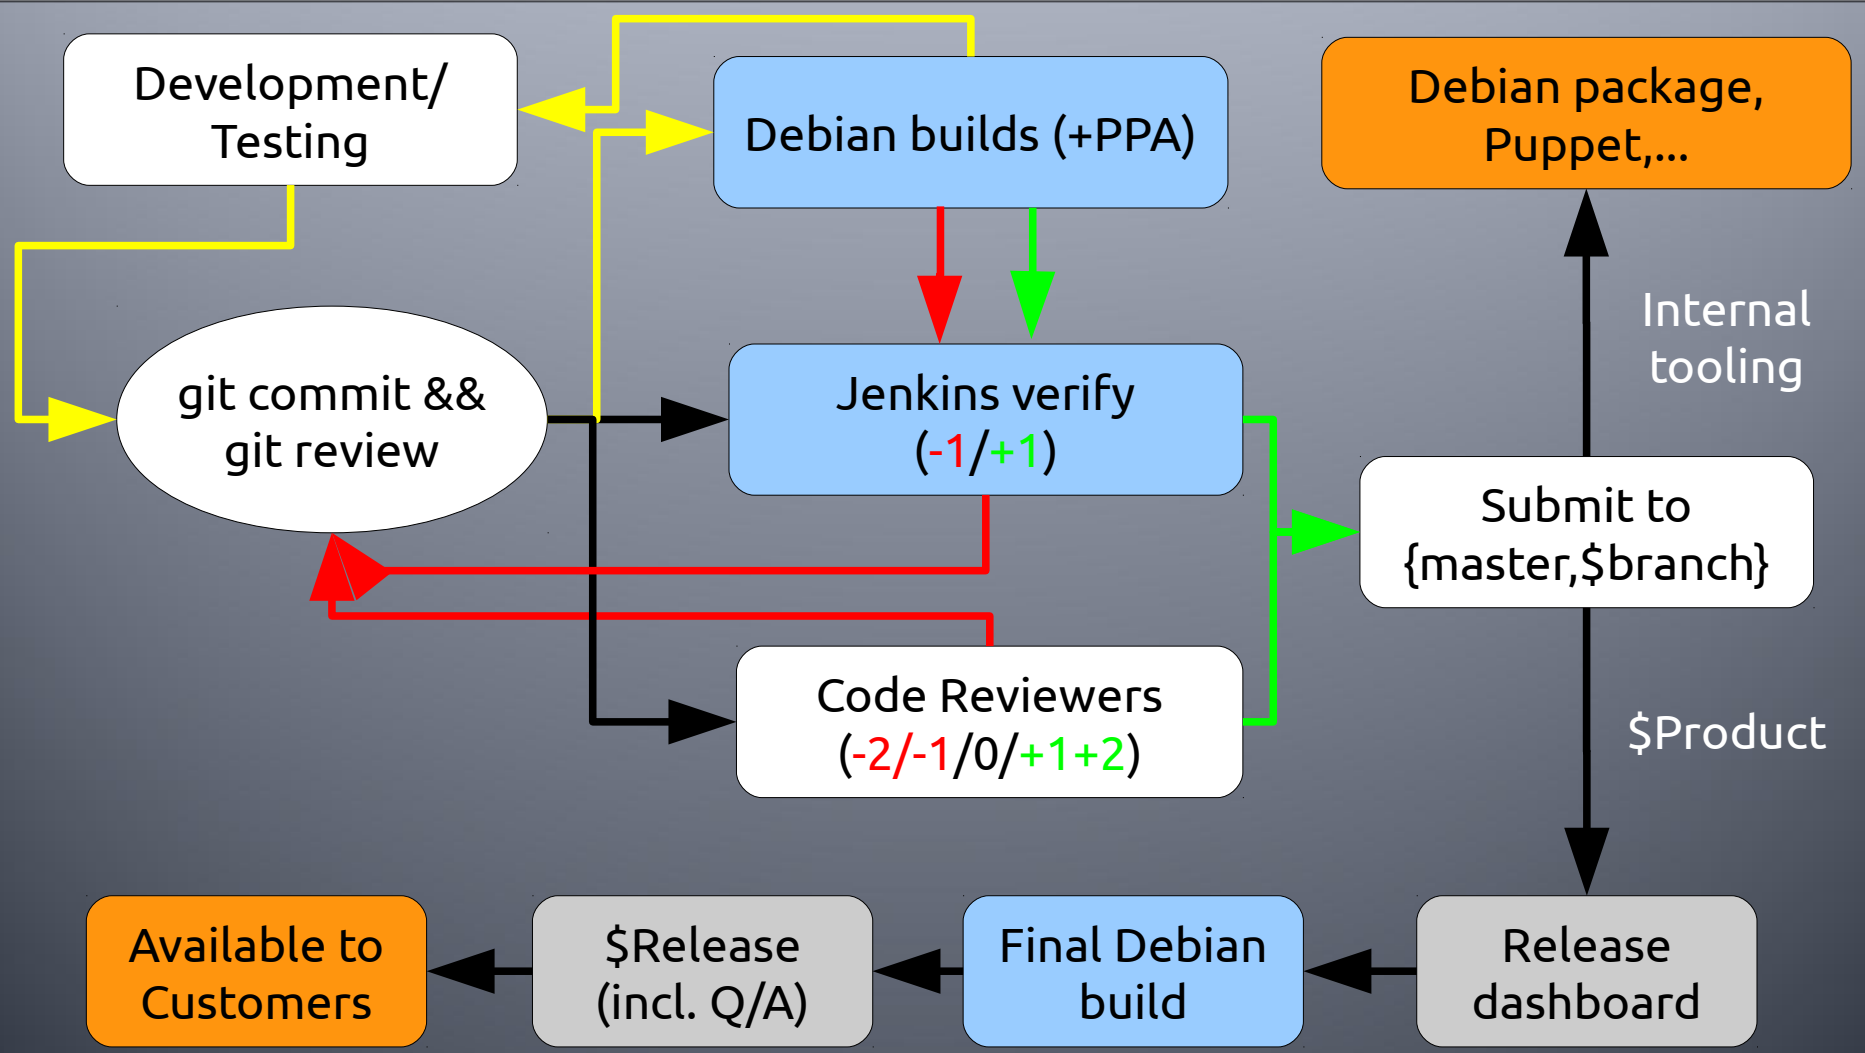 Development/
Testing
Debian builds (+PPA)
Debian package,
Puppet,...
Internal
tooling
git commit &&
git review
Jenkins verify
(-1/+1)
Submit to
{master,$branch}
Code Reviewers
(-2/-1/0/+1+2)
$Product
Available to
Customers
$Release
(incl. Q/A)
Final Debian
build
Release
dashboard